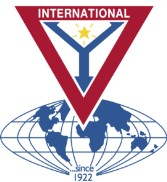 INTERNATIONAL
...since
1922